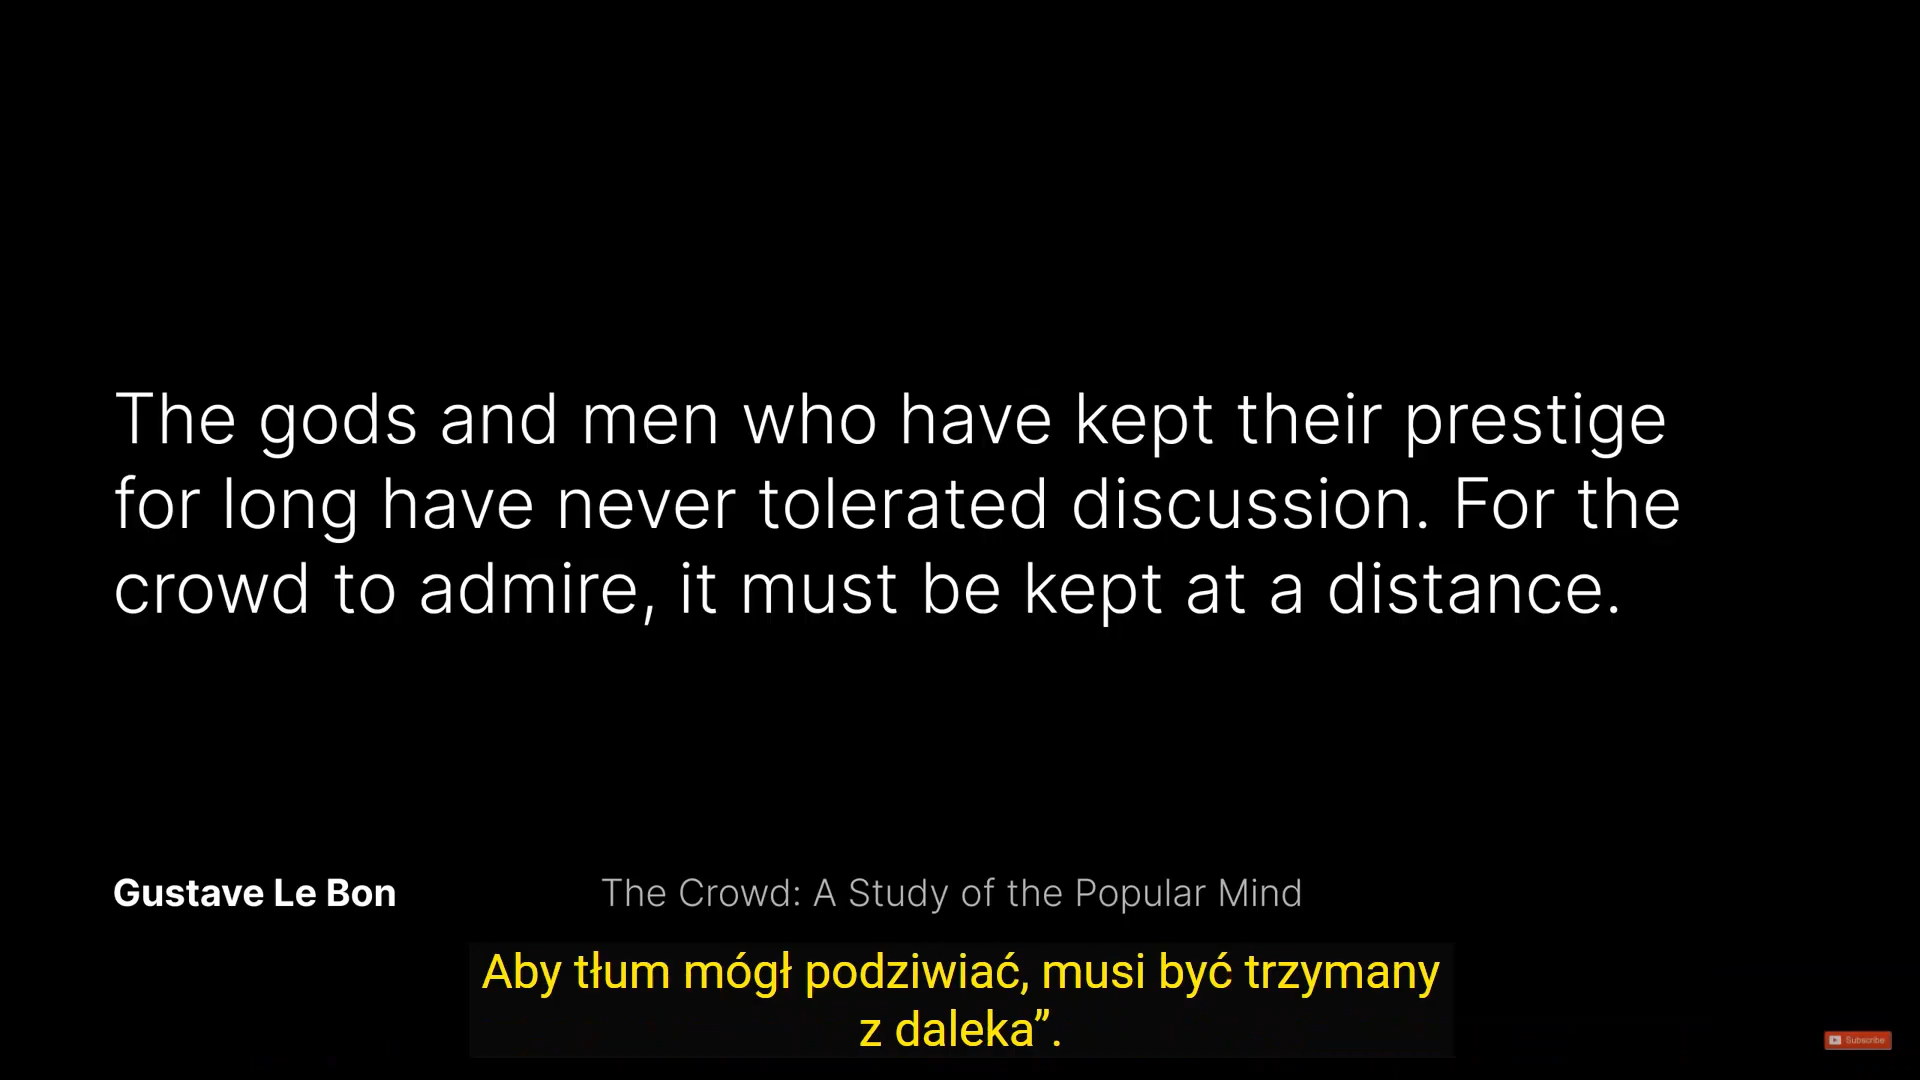 The gods and men who have kept their prestige
for long have never tolerated discussion. For the
crowd to admire, it must be kept at a distance.
Gustave Le Bon
The Crowd: A Study of the Popular Mind
Aby tłum mógł podziwiać, musi być trzymany
z daleka”.
Subscribe